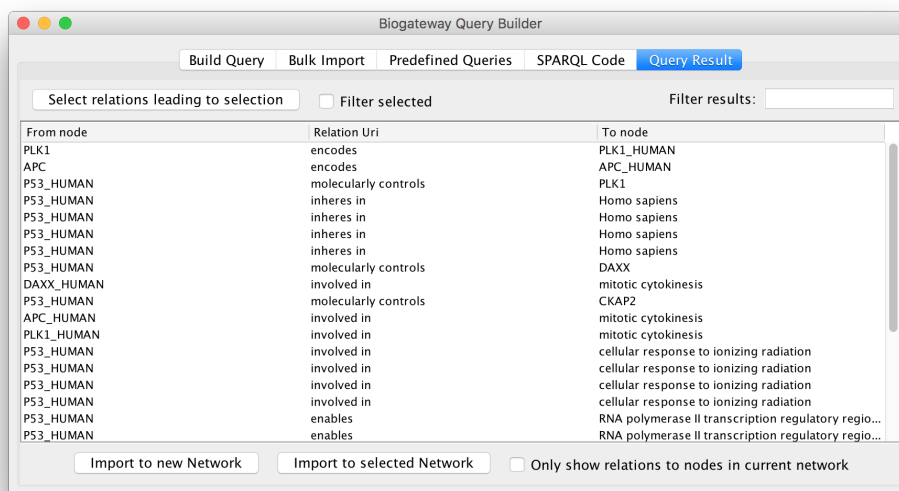 Biogateway Query Builder
Build Query Bulk Import Predefined Queries SPARQL Code Query Result
Select relations leading to selection Filter selected Filter results:
From node Relation Uri To node
PLK1 encodes PLK1_HUMAN
APC encodes APC_HUMAN
P53_HUMAN molecularly controls PLK1
P53_HUMAN inheres in Homo sapiens
P53_HUMAN inheres in Homo sapiens
P53_HUMAN inheres in Homo sapiens
P53_HUMAN inheres in Homo sapiens
P53_HUMAN molecularly controls DAXX
DAXX_HUMAN involved in mitotic cytokinesis
P53_HUMAN molecularly controls CKAP2
APC_HUMAN involved in mitotic cytokinesis
PLK1_HUMAN involved in mitotic cytokinesis
P53_HUMAN involved in cellular response to ionizing radiation
P53_HUMAN involved in cellular response to ionizing radiation
P53_HUMAN involved in cellular response to ionizing radiation
P53_HUMAN involved in cellular response to ionizing radiation
P53_HUMAN enables RNA polymerase II transcription regulatory regio...
P53_HUMAN enables RNA polymerase II transcription regulatory regio...
Import to new Network Import to selected Network Only show relations to nodes in current network